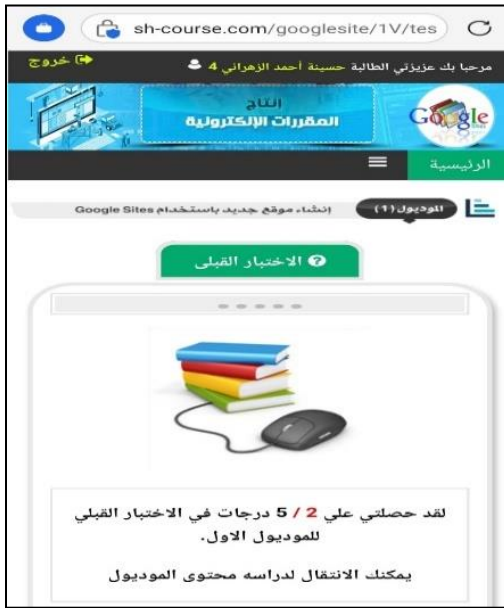 sh-course.com/googlesite/1V/tes
مرحبا بك عزيزتي الطالبة حسينة أحمد الزهراني 4
خروج
Google
إنتاج
المقررات الإلكترونية
الرئيسية
الموديول (1)
إنشاء موقع جديد باستخدام Google Sites
الاختبار القبلى
لقد حصلتي علي 2 / 5 درجات في الاختبار القبلي
للموديول الاول.
يمكنك الانتقال لدراسه محتوى الموديول